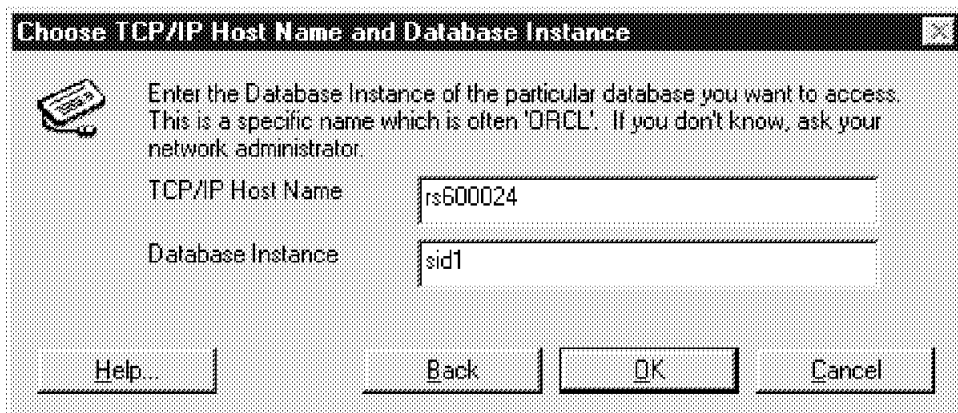 Choose TCP/IP Host Name and Database Instance
Enter the Database Instance of the particular database you want to access.
This is a specific name which is often 'ORCL'. If you don't know, ask your
network administrator.
TCP/IP Host Name
rs600024
Database Instance
sid1
Help...
Back
OK
Cancel